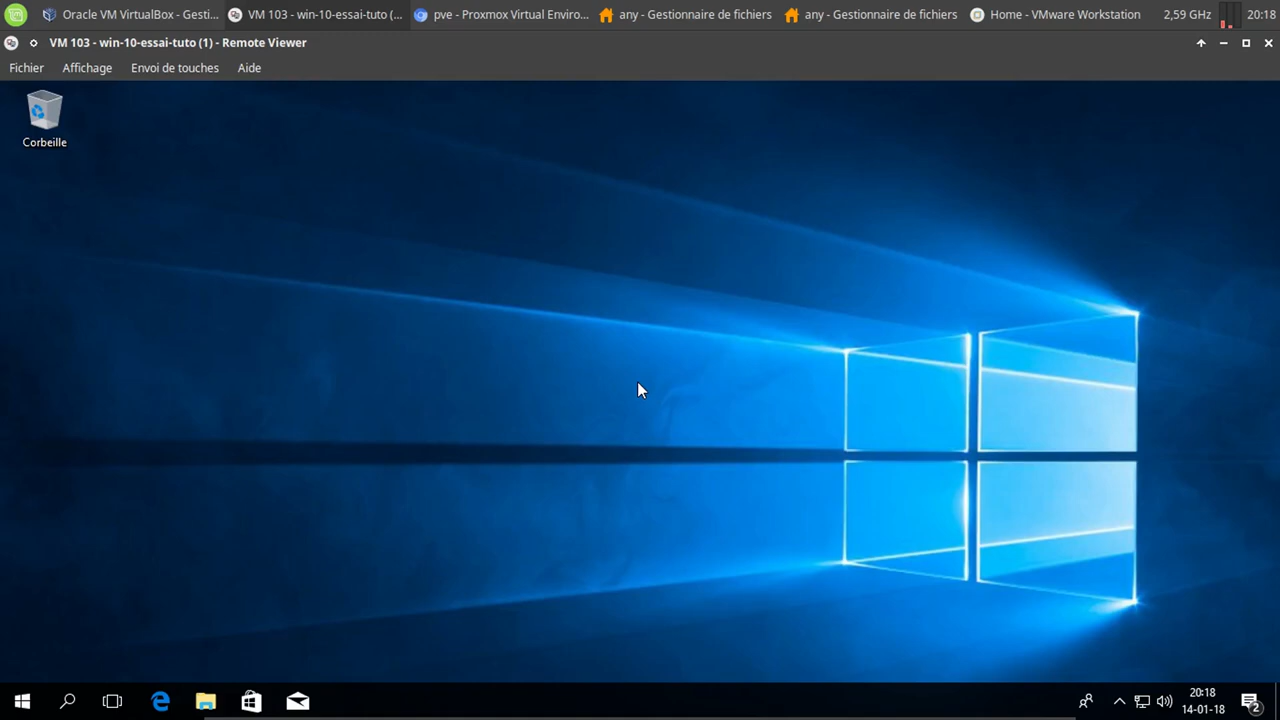 Oracle VM VirtualBox - Gesti...
VM 103 - win-10-essai-tuto (...
pve - Proxmox Virtual Enviro...
any - Gestionnaire de fichiers
any - Gestionnaire de fichiers
Home - VMware Workstation
2,59 GHz
20:18
VM 103 - win-10-essai-tuto (1) - Remote Viewer
Fichier
Affichage
Envoi de touches
Aide
Corbeille
20:18
14-01-18
2